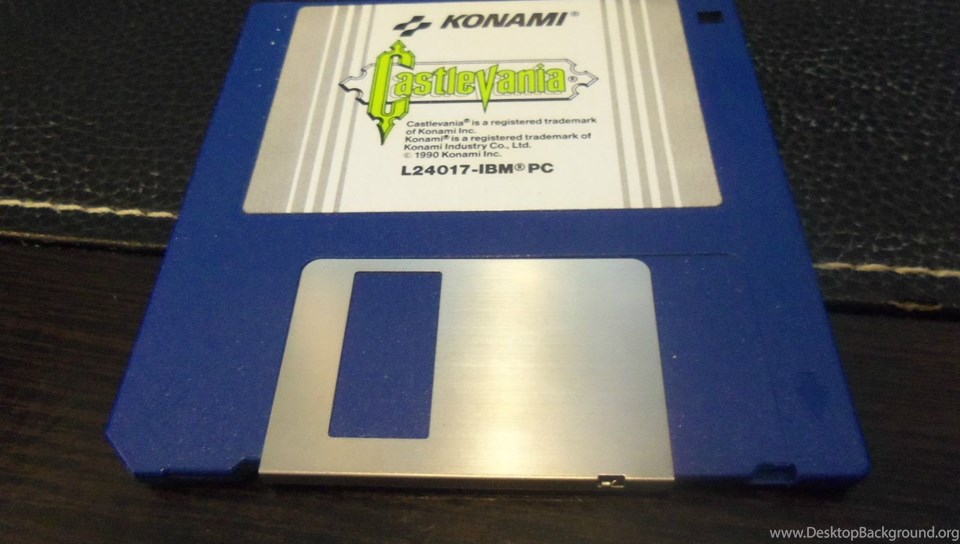 KONAMI®
Castlevania®
Castlevania® is a registered trademark
of Konami Inc.
Konami® is a registered trademark of
Konami Industry Co., Ltd.
© 1990 Konami Inc.
L24017-IBM® PC
www.DesktopBackground.org